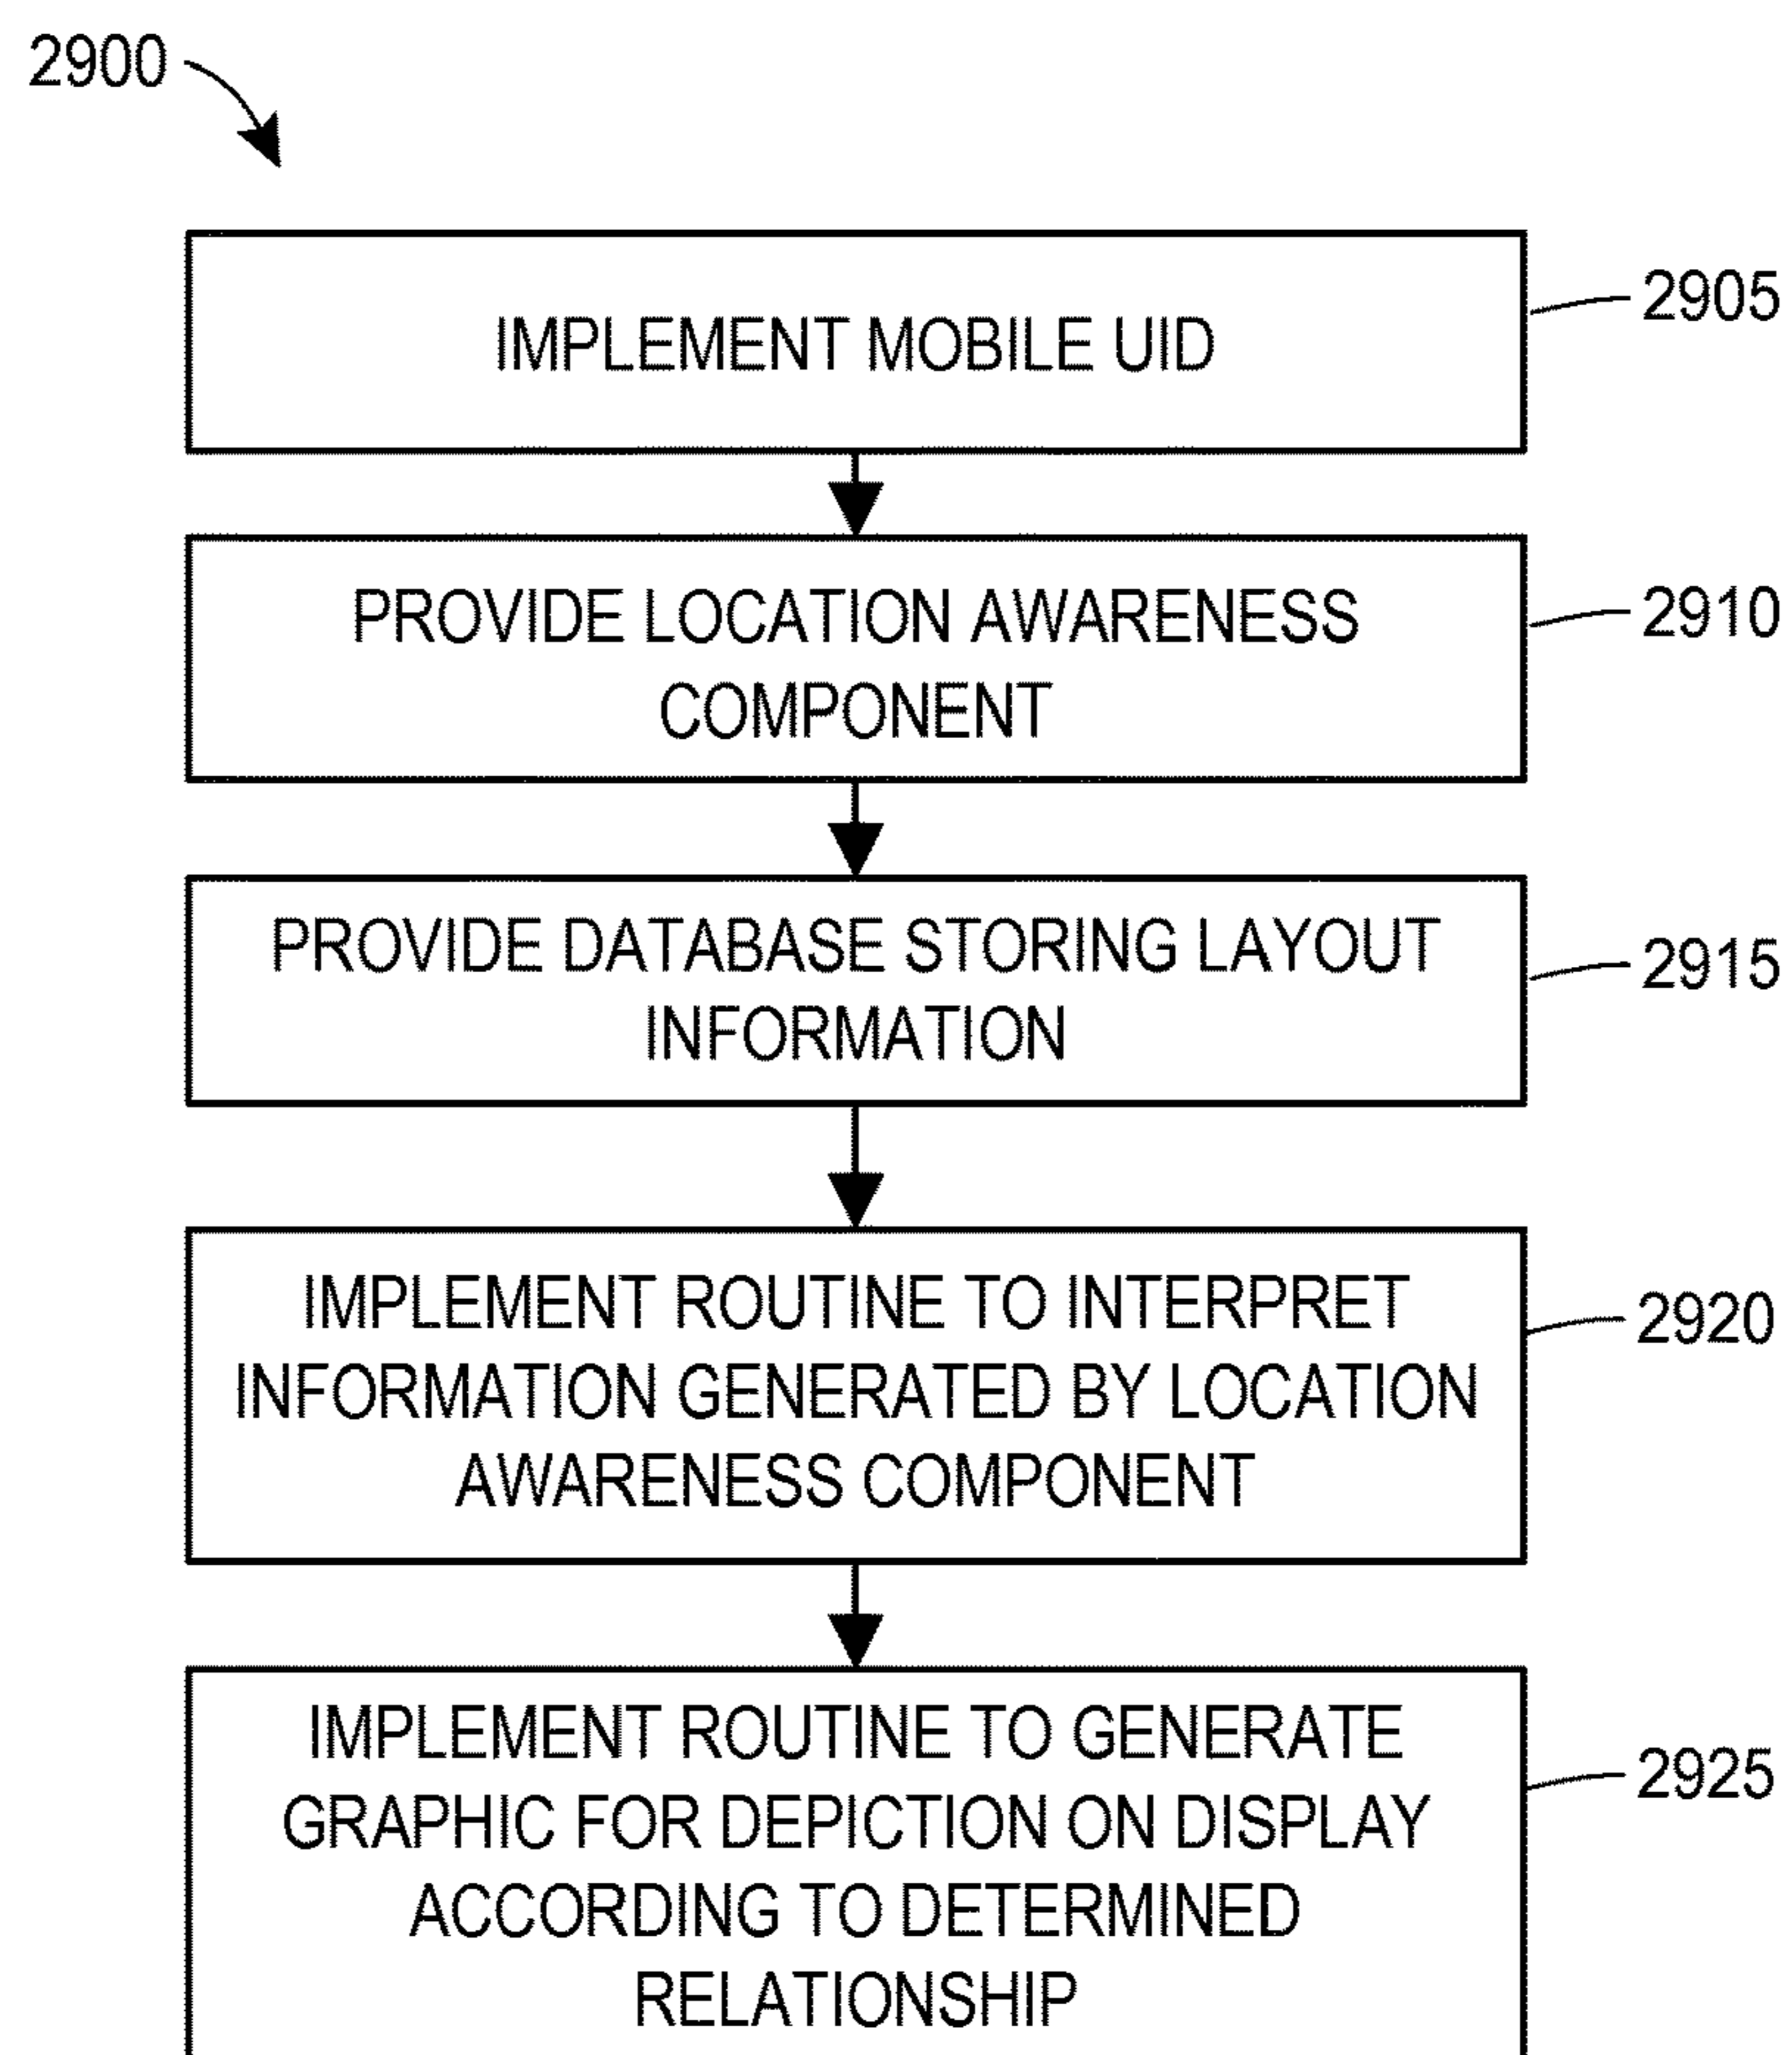 2900
IMPLEMENT MOBILE UID
2905
PROVIDE LOCATION AWARENESS
COMPONENT
2910
PROVIDE DATABASE STORING LAYOUT
INFORMATION
2915
IMPLEMENT ROUTINE TO INTERPRET
INFORMATION GENERATED BY LOCATION
AWARENESS COMPONENT
2920
IMPLEMENT ROUTINE TO GENERATE
GRAPHIC FOR DEPICTION ON DISPLAY
ACCORDING TO DETERMINED
RELATIONSHIP
2925